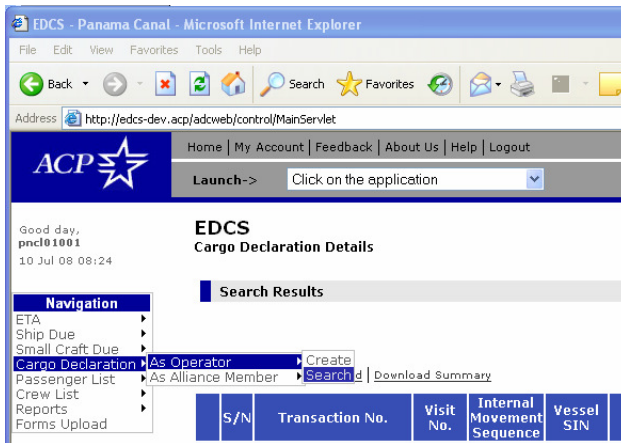 EDCS - Panama Canal - Microsoft Internet Explorer
File Edit View Favorites Tools Help
Back Search Favorites
Address http://edcs-dev.acp/adcweb/control/MainServlet
ACP
Home | My Account | Feedback | About Us | Help | Logout
Launch-> Click on the application
Good day,
pncl01001
10 Jul 08 08:24
EDCS
Cargo Declaration Details
Search Results
Navigation
ETA
Ship Due
Small Craft Due
Cargo Declaration
Passenger List
Crew List
Reports
Forms Upload
As Operator
As Alliance Member
Create
Search
d | Download Summary
S/N Transaction No. Visit No. Internal Movement Sequence Vessel SIN